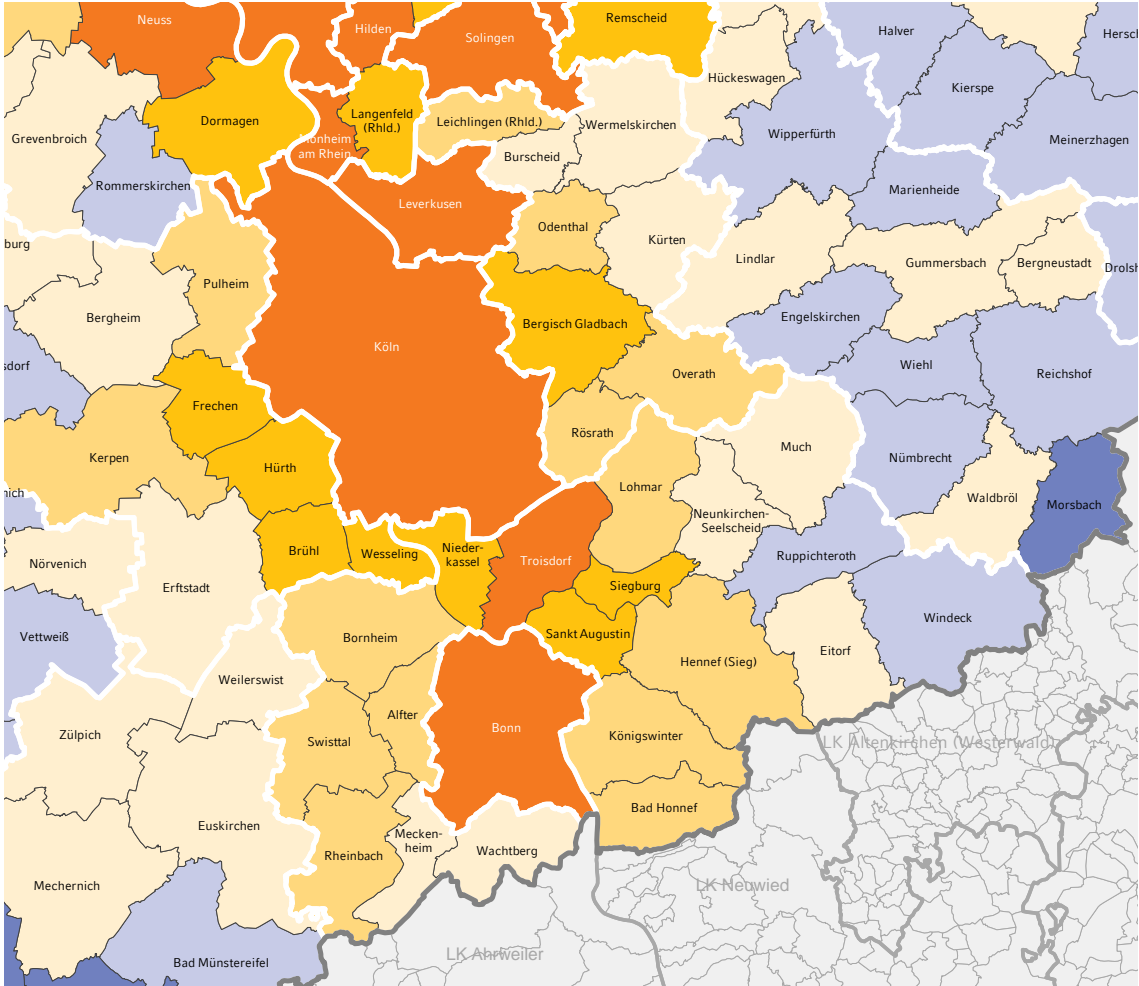 Neuss
Hilden
Solingen
Remscheid
Halver
Hersch
Hückeswagen
Kierspe
Dormagen
Langenfeld
(Rhld.)
Leichlingen (Rhld.)
Wermelskirchen
Wipperfürth
Meinerzhagen
Grevenbroich
Monheim
am Rhein
Burscheid
Rommerskirchen
Marienheide
Leverkusen
Odenthal
Kürten
Lindlar
Gummersbach
Bergneustadt
Drolsh
burg
Pulheim
Bergheim
Bergisch Gladbach
Engelskirchen
Köln
sdorf
Overath
Wiehl
Reichshof
Frechen
Rösrath
Much
Nümbrecht
Kerpen
Hürth
Lohmar
Waldbröl
Morsbach
nich
Neunkirchen-
Seelscheid
Nörvenich
Brühl
Wesseling
Nieder-
kassel
Troisdorf
Ruppichteroth
Erftstadt
Siegburg
Windeck
Vettweiß
Bornheim
Sankt Augustin
Hennef (Sieg)
Eitorf
Weilerswist
Alfter
Zülpich
Swisttal
Bonn
Königswinter
LK Altenkirchen (Westerwald)
Bad Honnef
Euskirchen
Mecken-
heim
Wachtberg
Rheinbach
Mechernich
LK Neuwied
Bad Münstereifel
LK Ahrweiler